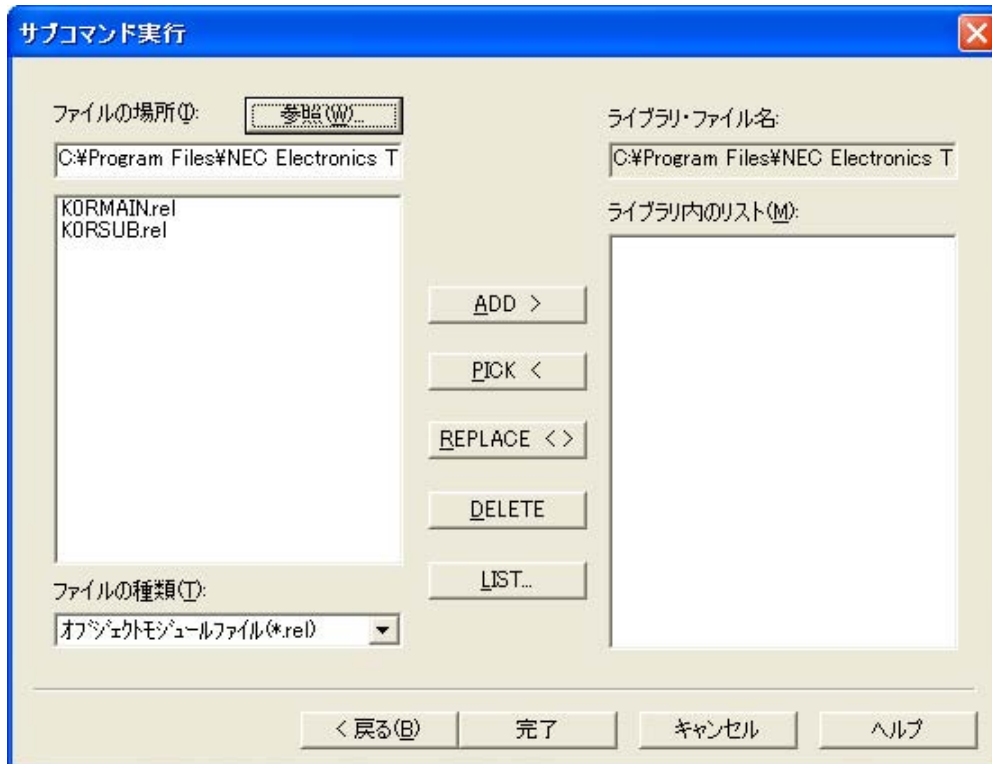 サブコマンド実行
ファイルの場所(I):
参照(W)...
C:¥Program Files¥NEC Electronics T
K0RMAIN.rel
K0RSUB.rel
ファイルの種類(T):
オブジェクトモジュールファイル(*.rel)
ADD >
PICK <
REPLACE <>
DELETE
LIST...
ライブラリ・ファイル名:
C:¥Program Files¥NEC Electronics T
ライブラリ内のリスト(M):
< 戻る(B)
完了
キャンセル
ヘルプ